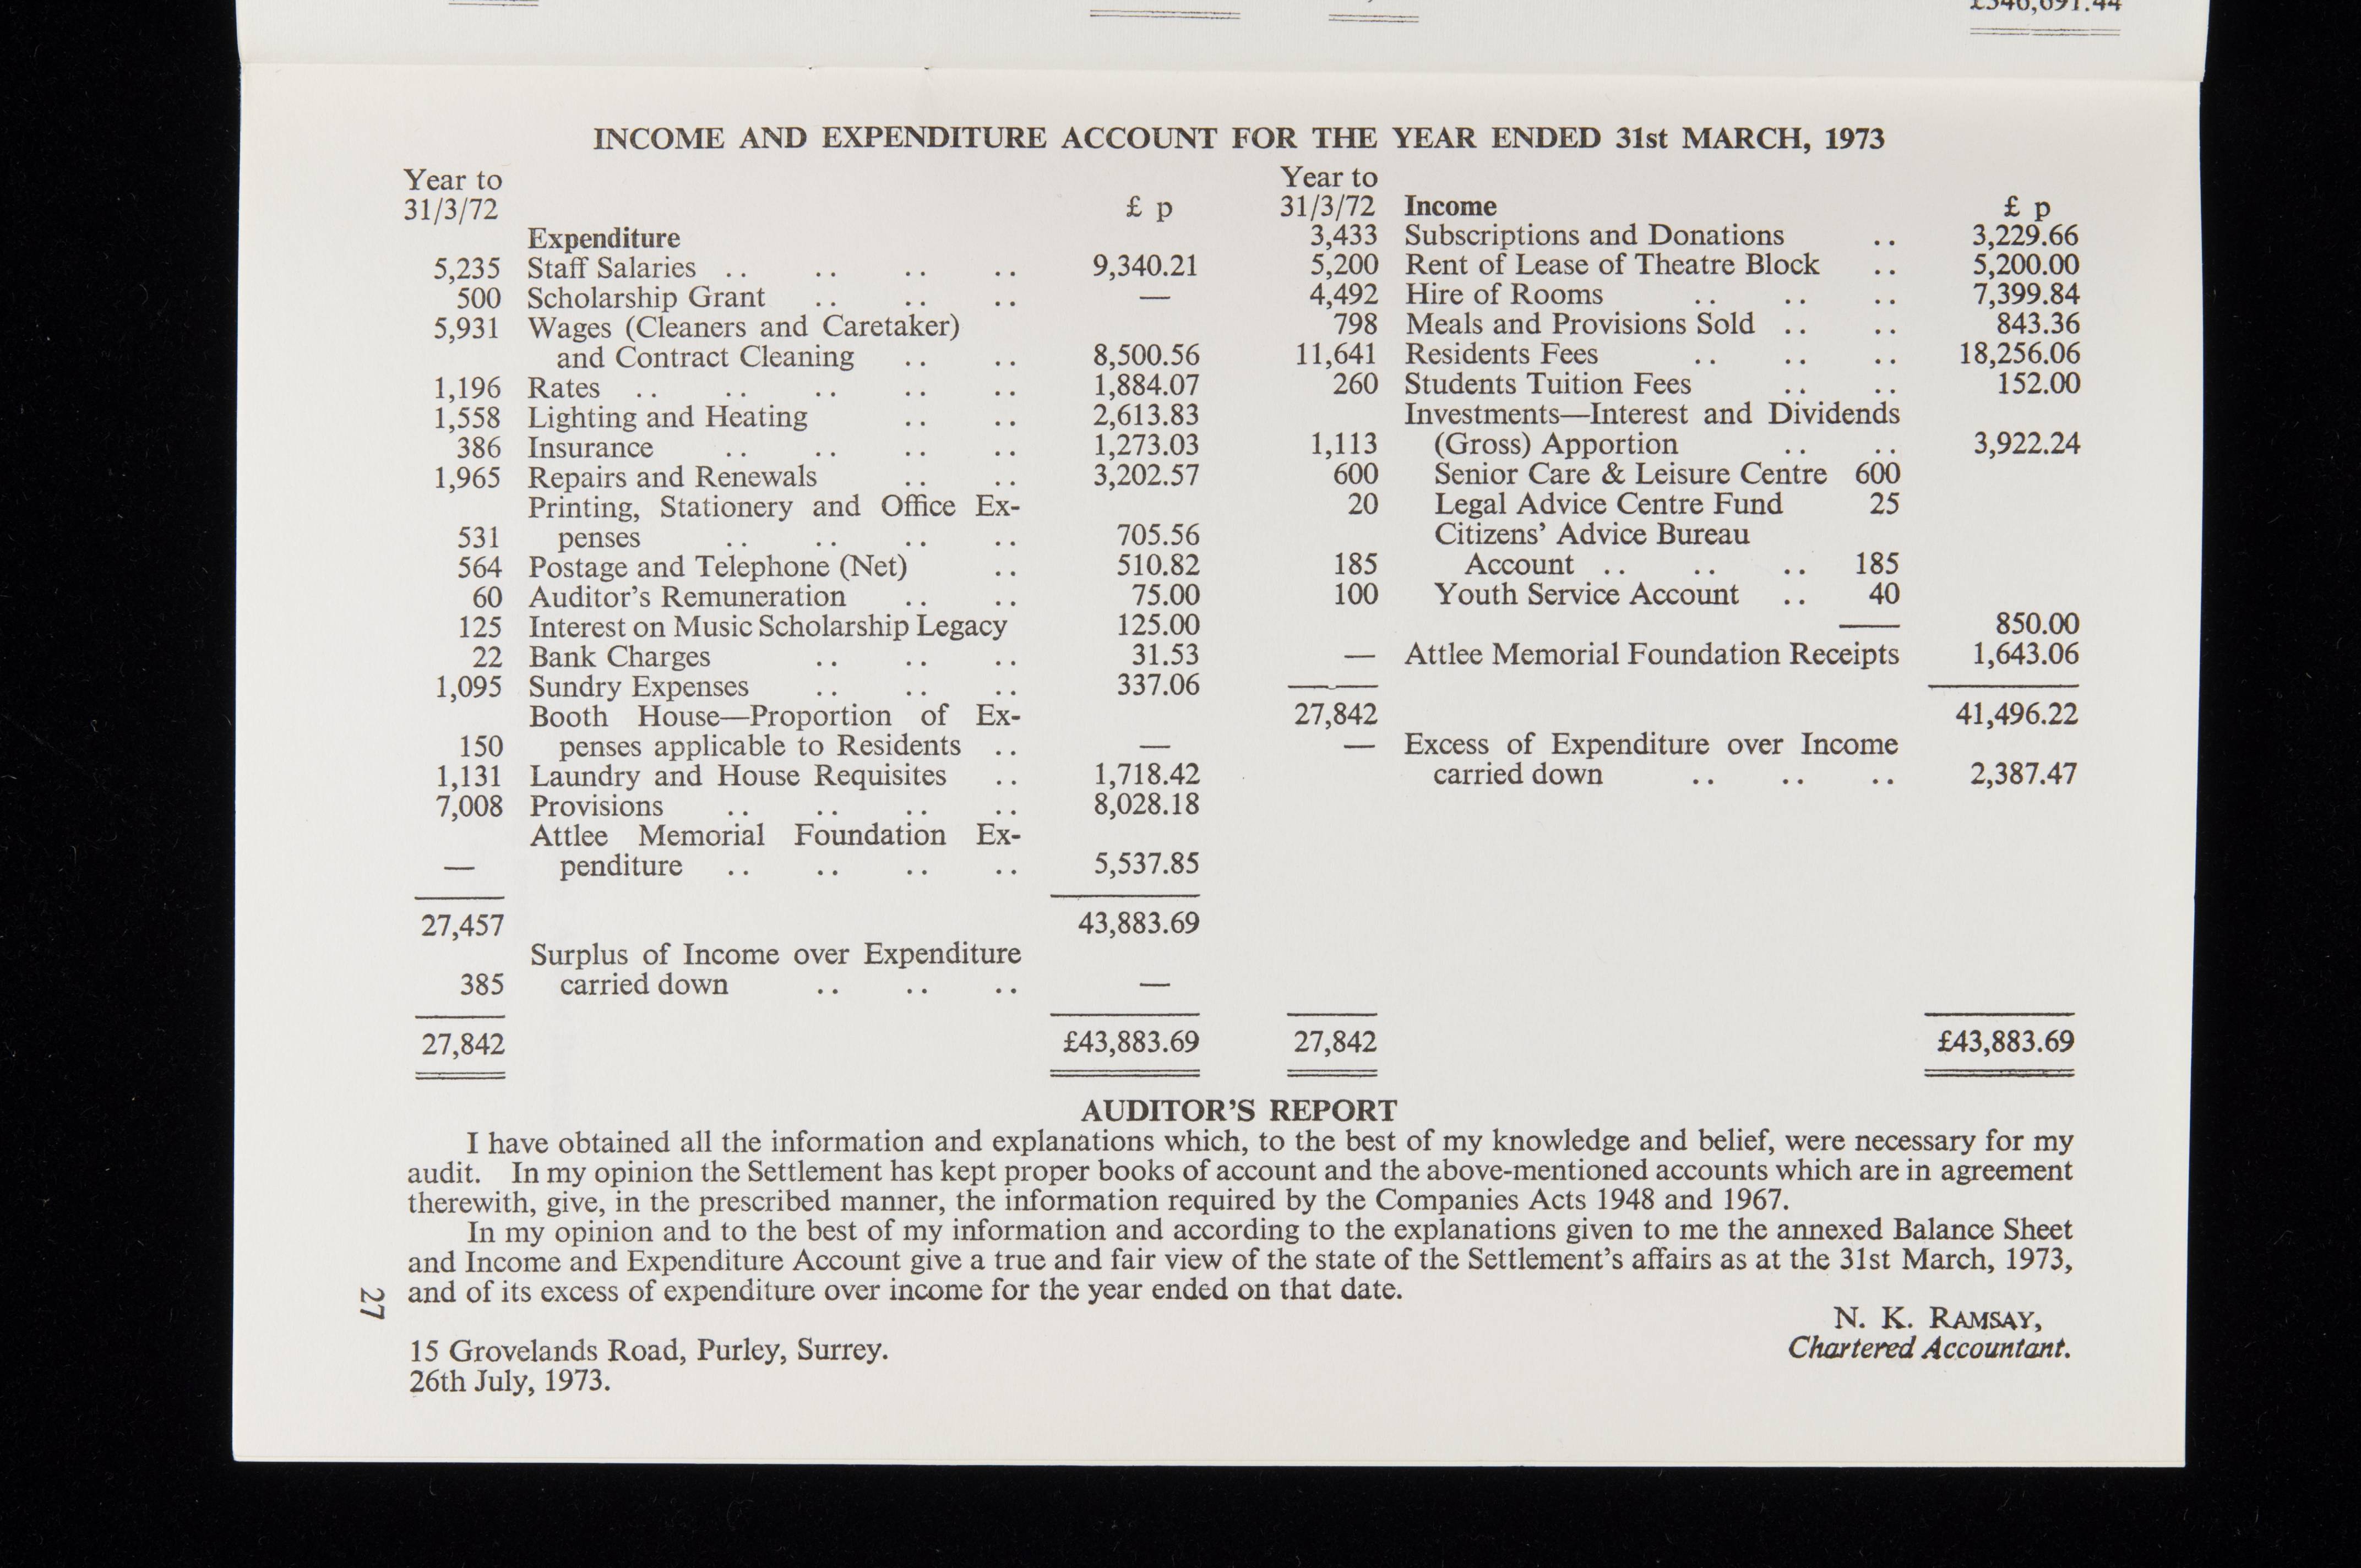 INCOME AND EXPENDITURE ACCOUNT FOR THE YEAR ENDED 31st MARCH, 1973
Year to
31/3/72
£ p
Expenditure
5,235 Staff Salaries .. .. .. .. 9,340.21
500 Scholarship Grant .. .. .. —
5,931 Wages (Cleaners and Caretaker)
and Contract Cleaning .. .. 8,500.56
1,196 Rates .. .. .. .. .. 1,884.07
1,558 Lighting and Heating .. .. 2,613.83
386 Insurance .. .. .. .. 1,273.03
1,965 Repairs and Renewals .. .. 3,202.57
Printing, Stationery and Office Ex-
531 penses .. .. .. .. 705.56
564 Postage and Telephone (Net) .. 510.82
60 Auditor's Remuneration .. .. 75.00
125 Interest on Music Scholarship Legacy 125.00
22 Bank Charges .. .. .. 31.53
1,095 Sundry Expenses .. .. .. 337.06
Booth House—Proportion of Ex-
150 penses applicable to Residents .. —
1,131 Laundry and House Requisites .. 1,718.42
7,008 Provisions .. .. .. .. 8,028.18
Attlee Memorial Foundation Ex-
— penditure .. .. .. .. 5,537.85
27,457 43,883.69
Surplus of Income over Expenditure
385 carried down .. .. .. —
27,842 £43,883.69
Year to
31/3/72 Income £ p
3,433 Subscriptions and Donations .. 3,229.66
5,200 Rent of Lease of Theatre Block .. 5,200.00
4,492 Hire of Rooms .. .. .. 7,399.84
798 Meals and Provisions Sold .. .. 843.36
11,641 Residents Fees .. .. .. 18,256.06
260 Students Tuition Fees .. .. 152.00
Investments—Interest and Dividends
1,113 (Gross) Apportion .. .. 3,922.24
600 Senior Care & Leisure Centre 600
20 Legal Advice Centre Fund 25
Citizens' Advice Bureau
185 Account .. .. .. 185
100 Youth Service Account .. 40
850.00
— Attlee Memorial Foundation Receipts 1,643.06
27,842 41,496.22
— Excess of Expenditure over Income
carried down .. .. .. 2,387.47
27,842 £43,883.69
AUDITOR'S REPORT
I have obtained all the information and explanations which, to the best of my knowledge and belief, were necessary for my
audit. In my opinion the Settlement has kept proper books of account and the above-mentioned accounts which are in agreement
therewith, give, in the prescribed manner, the information required by the Companies Acts 1948 and 1967.
In my opinion and to the best of my information and according to the explanations given to me the annexed Balance Sheet
and Income and Expenditure Account give a true and fair view of the state of the Settlement's affairs as at the 31st March, 1973,
and of its excess of expenditure over income for the year ended on that date.
N. K. RAMSAY,
Chartered Accountant.
15 Grovelands Road, Purley, Surrey.
26th July, 1973.
27